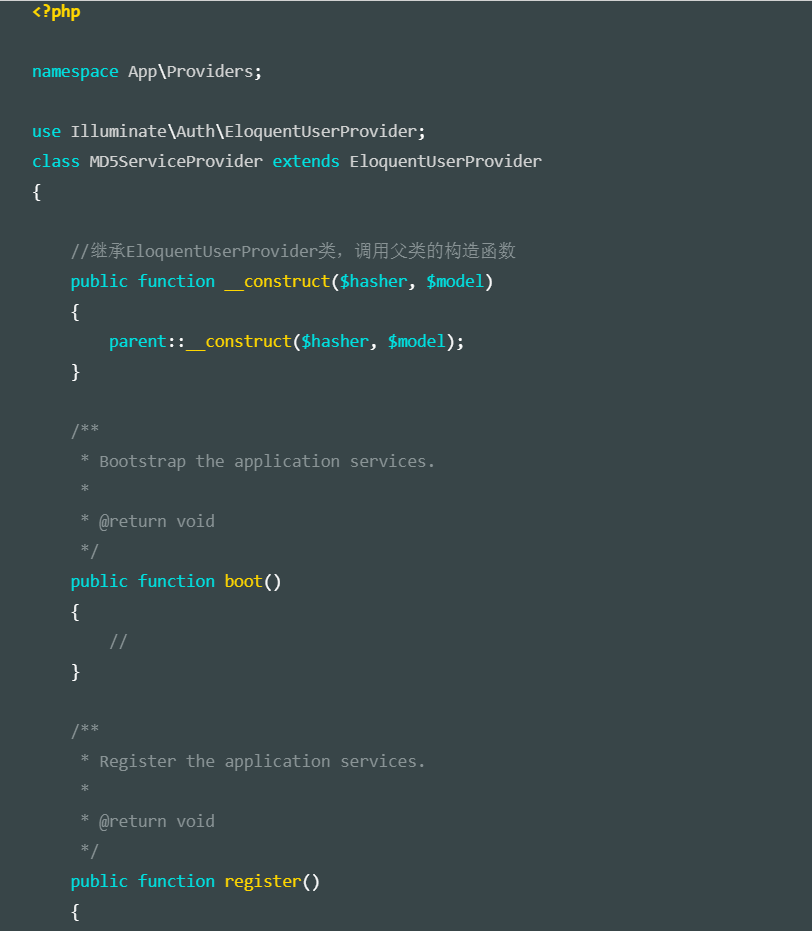 <?php
namespace App\Providers;
use Illuminate\Auth\EloquentUserProvider;
class MD5ServiceProvider extends EloquentUserProvider
{
//继承EloquentUserProvider类，调用父类的构造函数
public function __construct($hasher, $model)
{
parent::__construct($hasher, $model);
}
/**
* Bootstrap the application services.
*
* @return void
*/
public function boot()
{
//
}
/**
* Register the application services.
*
* @return void
*/
public function register()
{